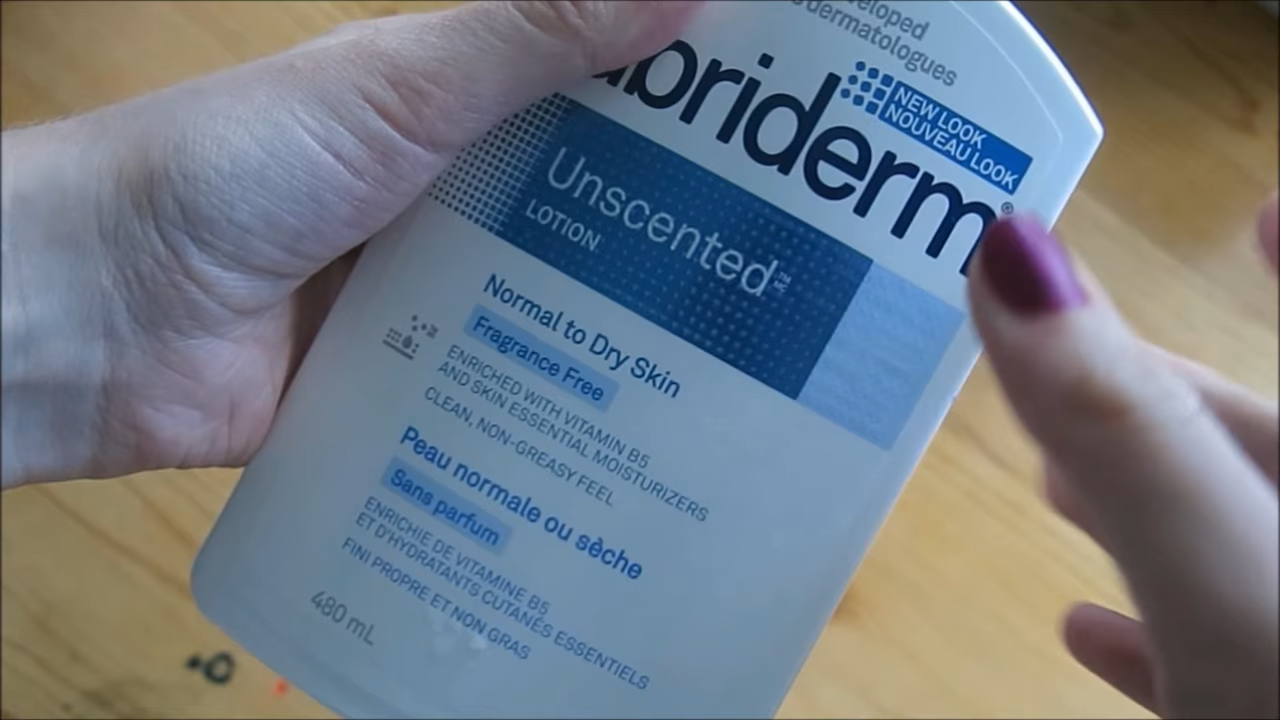 dermatologues
briderm®
NEW LOOK
NOUVEAU LOOK
Unscented
LOTION
Normal to Dry Skin
Fragrance Free
ENRICHED WITH VITAMIN B5
AND SKIN ESSENTIAL MOISTURIZERS
CLEAN, NON-GREASY FEEL
Peau normale ou sèche
Sans parfum
ENRICHIE DE VITAMINE B5
ET D'HYDRATANTS CUTANÉS ESSENTIELS
FINI PROPRE ET NON GRAS
480 mL